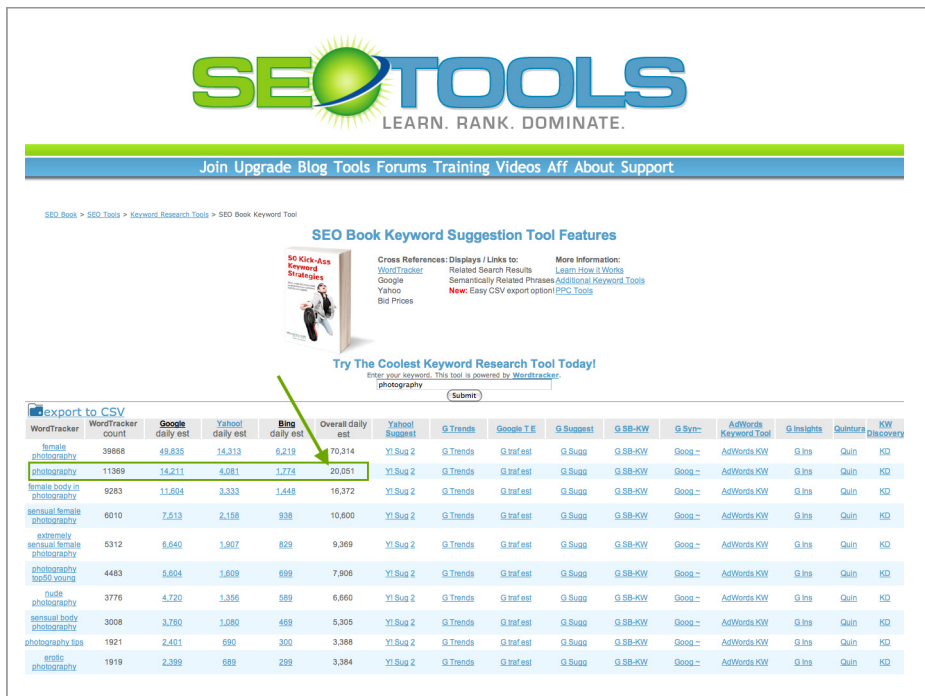 SEO TOOLS
LEARN. RANK. DOMINATE.
Join Upgrade Blog Tools Forums Training Videos Aff About Support
SEO Book > SEO Tools > Keyword Research Tools > SEO Book Keyword Tool
SEO Book Keyword Suggestion Tool Features
50 Kick-Ass
Keyword
Strategies
Cross References: Displays / Links to: More Information:
WordTracker Related Search Results Learn How it Works
Google Semantically Related Phrases Additional Keyword Tools
Yahoo New: Easy CSV export option! PPC Tools
Bid Prices
Try The Coolest Keyword Research Tool Today!
Enter your keyword. This tool is powered by Wordtracker.
photography
Submit
export to CSV
WordTracker WordTracker count Google daily est Yahoo! daily est Bing daily est Overall daily est Yahoo! Suggest G Trends Google T E G Suggest G SB-KW G Syn~ AdWords Keyword Tool G Insights Quintura KW Discovery
female photography 39868 49,835 14,313 6,219 70,314 Y! Sug 2 G Trends G traf est G Sugg G SB-KW Goog ~ AdWords KW G Ins Quin KD
photography 11369 14,211 4,081 1,774 20,051 Y! Sug 2 G Trends G traf est G Sugg G SB-KW Goog ~ AdWords KW G Ins Quin KD
female body in photography 9283 11,604 3,333 1,448 16,372 Y! Sug 2 G Trends G traf est G Sugg G SB-KW Goog ~ AdWords KW G Ins Quin KD
sensual female photography 6010 7,513 2,158 938 10,600 Y! Sug 2 G Trends G traf est G Sugg G SB-KW Goog ~ AdWords KW G Ins Quin KD
extremely sensual female photography 5312 6,640 1,907 829 9,369 Y! Sug 2 G Trends G traf est G Sugg G SB-KW Goog ~ AdWords KW G Ins Quin KD
photography top50 young 4483 5,604 1,609 699 7,906 Y! Sug 2 G Trends G traf est G Sugg G SB-KW Goog ~ AdWords KW G Ins Quin KD
nude photography 3776 4,720 1,356 589 6,660 Y! Sug 2 G Trends G traf est G Sugg G SB-KW Goog ~ AdWords KW G Ins Quin KD
sensual body photography 3008 3,760 1,080 469 5,305 Y! Sug 2 G Trends G traf est G Sugg G SB-KW Goog ~ AdWords KW G Ins Quin KD
photography tips 1921 2,401 690 300 3,388 Y! Sug 2 G Trends G traf est G Sugg G SB-KW Goog ~ AdWords KW G Ins Quin KD
erotic photography 1919 2,399 689 299 3,384 Y! Sug 2 G Trends G traf est G Sugg G SB-KW Goog ~ AdWords KW G Ins Quin KD